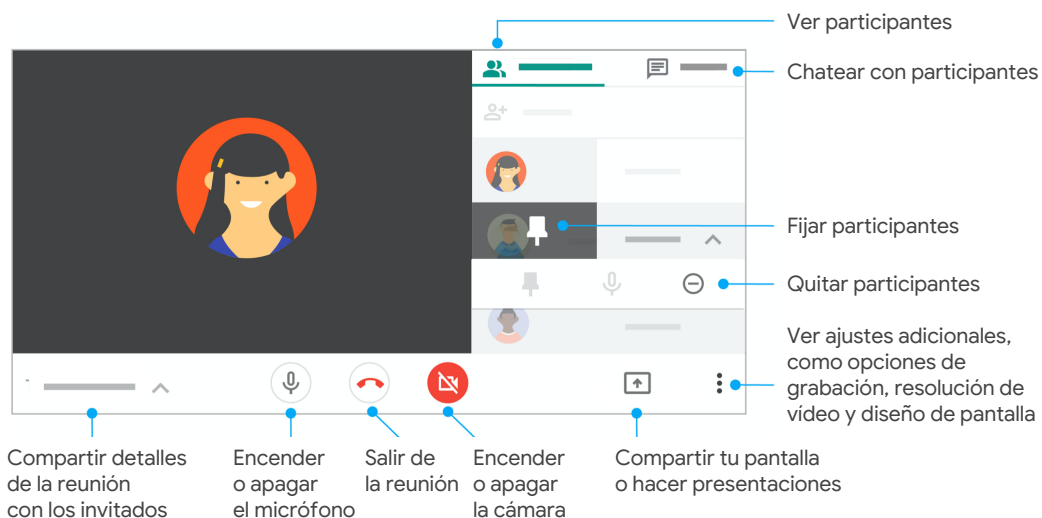 Ver participantes
Chatear con participantes
Fijar participantes
Quitar participantes
Ver ajustes adicionales,
como opciones de
grabación, resolución de
vídeo y diseño de pantalla
Compartir detalles
de la reunión
con los invitados
Encender
o apagar
el micrófono
Salir de
la reunión
Encender
o apagar
la cámara
Compartir tu pantalla
o hacer presentaciones